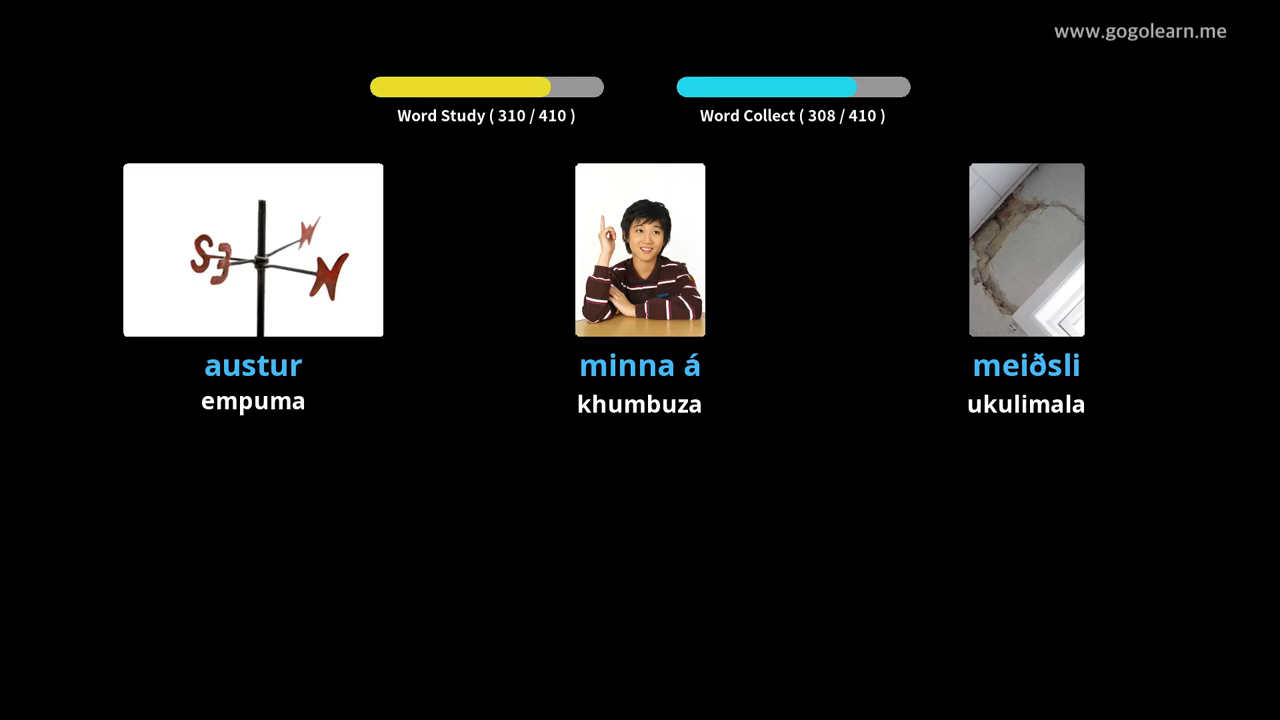 www.gogolearn.me
Word Study ( 310 / 410 )
Word Collect ( 308 / 410 )
S
E
W
N
austur
minna á
meiðsli
empuma
khumbuza
ukulimala